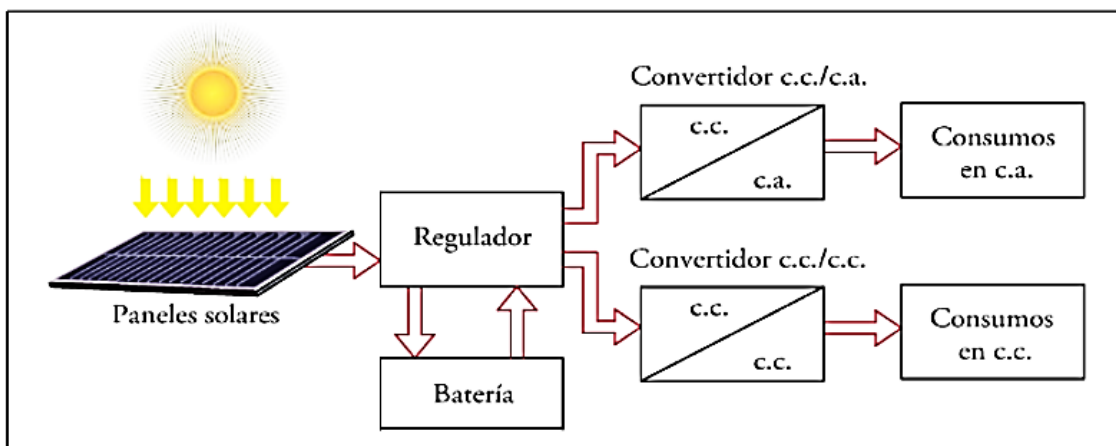 Convertidor c.c./c.a.
c.c.
c.a.
Consumos
en c.a.
Regulador
Paneles solares
Batería
Convertidor c.c./c.c.
c.c.
c.c.
Consumos
en c.c.